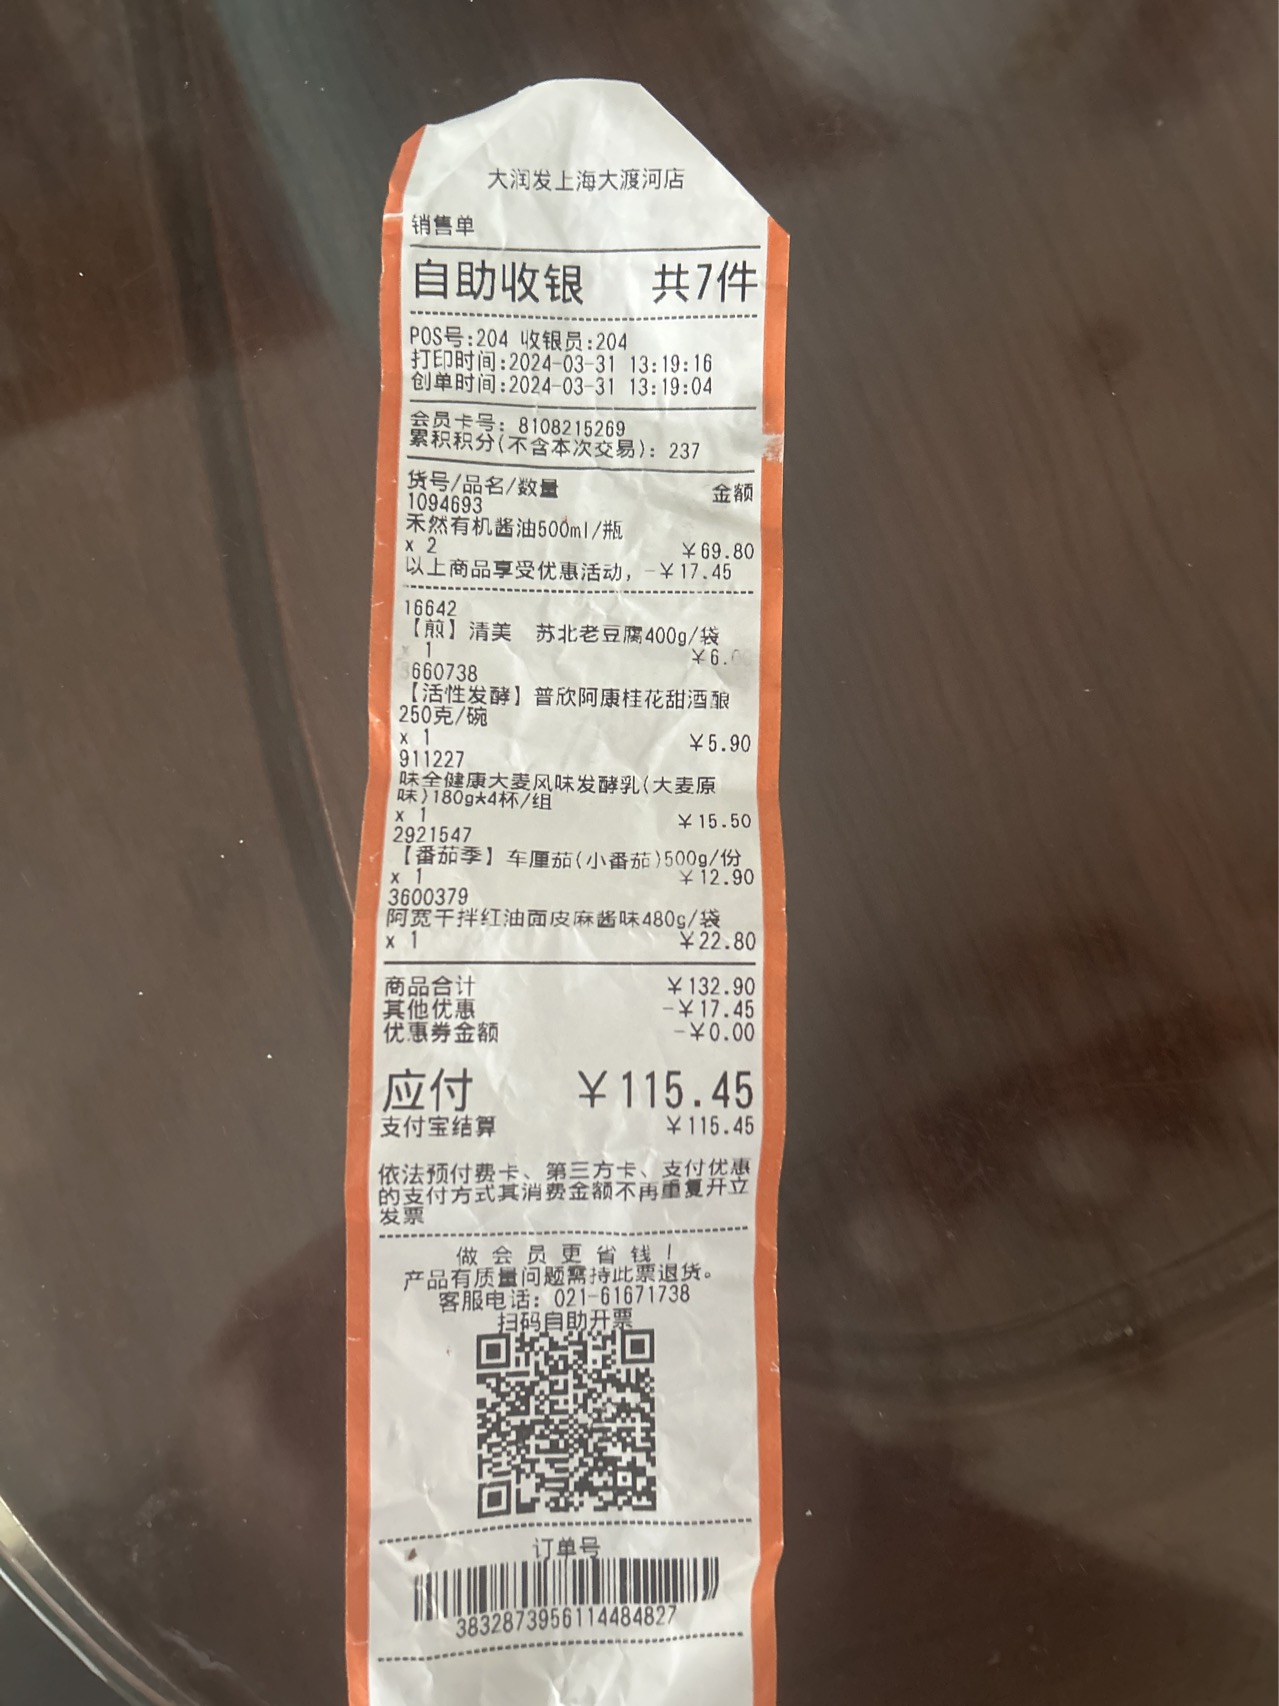 大润发上海大渡河店
销售单
自助收银 共7件
POS号:204 收银员:204
打印时间:2024-03-31 13:19:16
创单时间:2024-03-31 13:19:04
会员卡号: 8108215269
累积积分(不含本次交易): 237
货号/品名/数量 金额
1094693
禾然有机酱油500ml/瓶
x 2 ￥69.80
以上商品享受优惠活动, -￥17.45
16642
【煎】清美 苏北老豆腐400g/袋
x 1 ￥6.
660738
【活性发酵】普欣阿康桂花甜酒酿
250克/碗
x 1 ￥5.90
911227
味全健康大麦风味发酵乳(大麦原
味)180g*4杯/组
x 1 ￥15.50
2921547
【番茄季】车厘茄(小番茄)500g/份
x 1 ￥12.90
3600379
阿宽干拌红油面皮麻酱味480g/袋
x 1 ￥22.80
商品合计 ￥132.90
其他优惠 -￥17.45
优惠券金额 -￥0.00
应付 ￥115.45
支付宝结算 ￥115.45
依法预付费卡、第三方卡、支付优惠
的支付方式其消费金额不再重复开立
发票
做会员更省钱!
产品有质量问题需持此票退货。
客服电话: 021-61671738
扫码自助开票
订单号
3832873956114484827